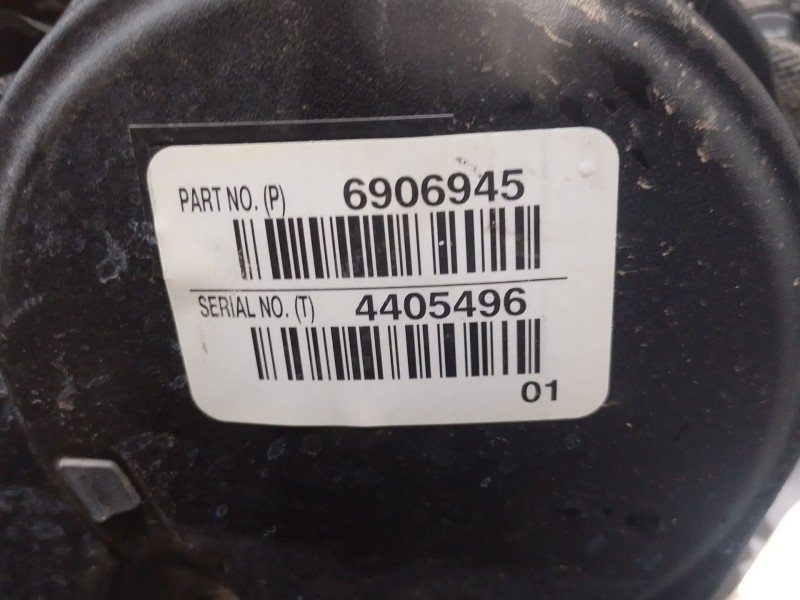 PART NO. (P) 6906945
SERIAL NO. (T) 4405496
01